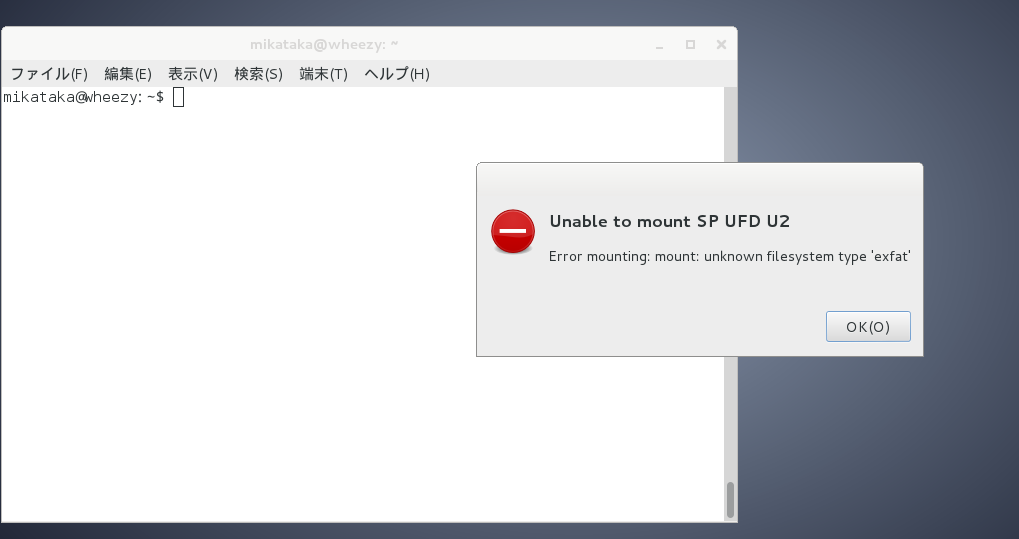 mikataka@wheezy: ~
ファイル(F) 編集(E) 表示(V) 検索(S) 端末(T) ヘルプ(H)
mikataka@wheezy: ~$
Unable to mount SP UFD U2
Error mounting: mount: unknown filesystem type 'exfat'
OK(O)